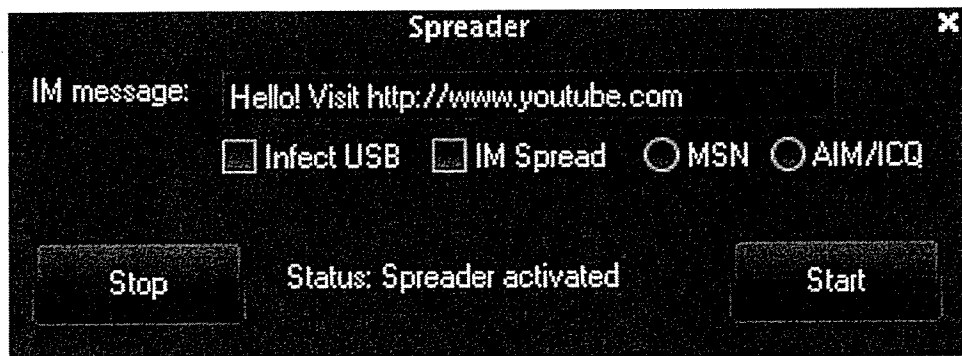 Spreader
IM message: Hello! Visit http://www.youtube.com
Infect USB IM Spread MSN AIM/ICQ
Stop Status: Spreader activated Start